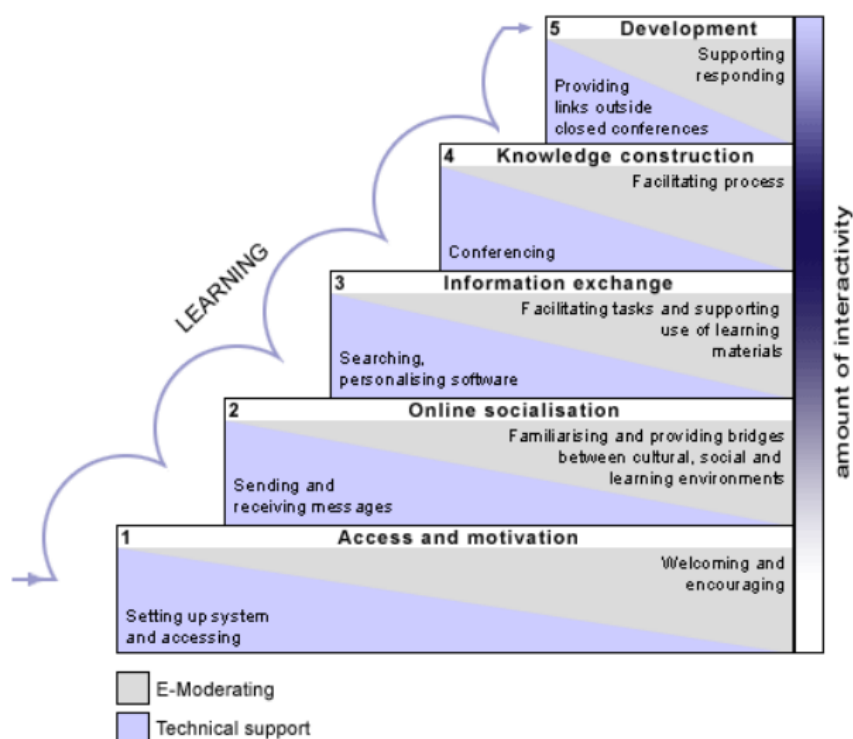 5 Development
Supporting
responding
Providing
links outside
closed conferences
4 Knowledge construction
Facilitating process
Conferencing
3 Information exchange
Facilitating tasks and supporting
use of learning
materials
Searching,
personalising software
2 Online socialisation
Familiarising and providing bridges
between cultural, social and
learning environments
Sending and
receiving messages
1 Access and motivation
Welcoming and
encouraging
Setting up system
and accessing
LEARNING
amount of interactivity
E-Moderating
Technical support